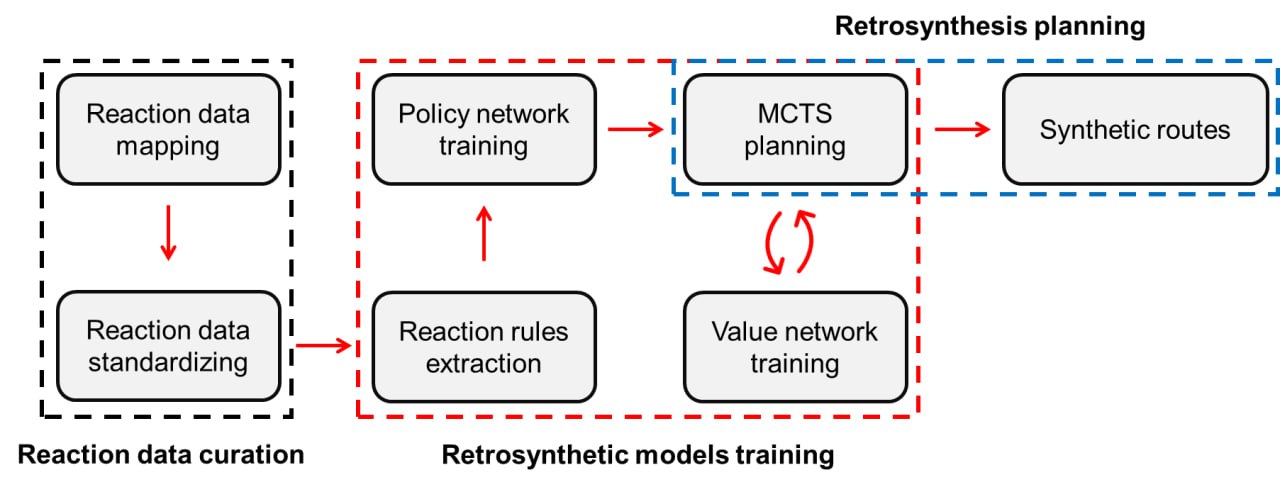 Retrosynthesis planning
Reaction data
mapping
Policy network
training
MCTS
planning
Synthetic routes
Reaction data
standardizing
Reaction rules
extraction
Value network
training
Reaction data curation
Retrosynthetic models training